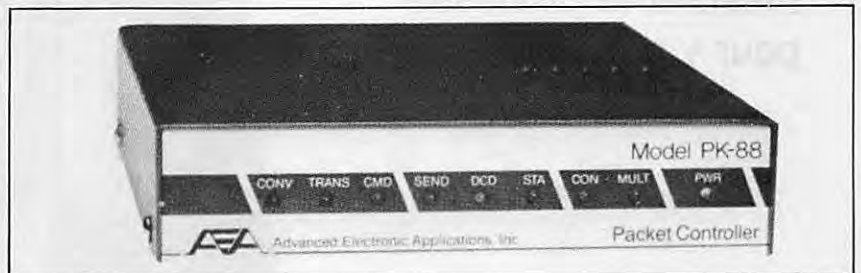 Model PK-88
CONV TRANS CMD SEND DCD STA CON MULT PWR
AEA Advanced Electronic Applications, Inc. Packet Controller